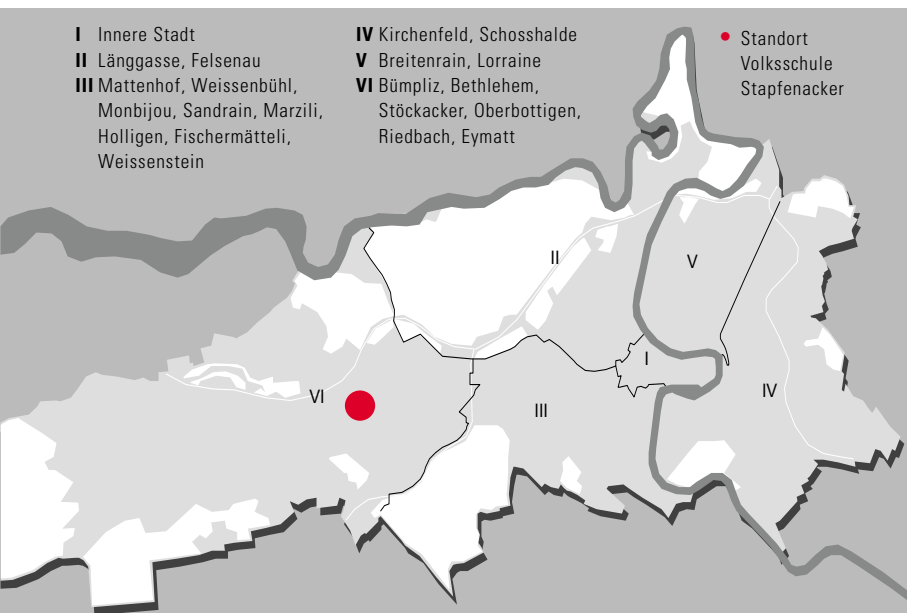 I Innere Stadt
II Länggasse, Felsenau
III Mattenhof, Weissenbühl,
Monbijou, Sandrain, Marzili,
Holligen, Fischermätteli,
Weissenstein
IV Kirchenfeld, Schosshalde
V Breitenrain, Lorraine
VI Bümpliz, Bethlehem,
Stöckacker, Oberbottigen,
Riedbach, Eymatt
Standort
Volksschule
Stapfenacker
II
V
I
VI
III
IV